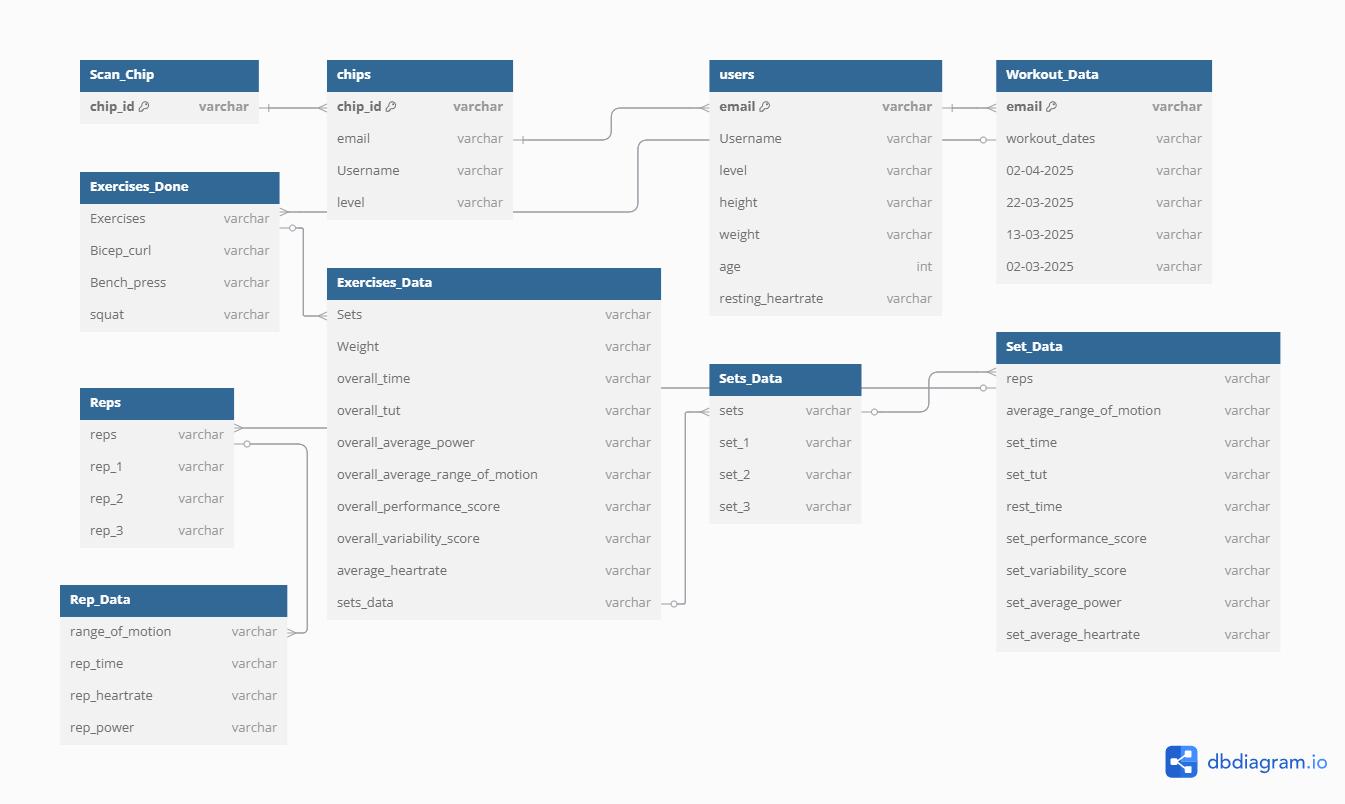 Scan_Chip
chip_id varchar
chips
chip_id varchar
email varchar
Username varchar
level varchar
users
email varchar
Username varchar
level varchar
height varchar
weight varchar
age int
resting_heartrate varchar
Workout_Data
email varchar
workout_dates varchar
02-04-2025 varchar
22-03-2025 varchar
13-03-2025 varchar
02-03-2025 varchar
Exercises_Done
Exercises varchar
Bicep_curl varchar
Bench_press varchar
squat varchar
Exercises_Data
Sets varchar
Weight varchar
overall_time varchar
overall_tut varchar
overall_average_power varchar
overall_average_range_of_motion varchar
overall_performance_score varchar
overall_variability_score varchar
average_heartrate varchar
sets_data varchar
Sets_Data
sets varchar
set_1 varchar
set_2 varchar
set_3 varchar
Set_Data
reps varchar
average_range_of_motion varchar
set_time varchar
set_tut varchar
rest_time varchar
set_performance_score varchar
set_variability_score varchar
set_average_power varchar
set_average_heartrate varchar
Reps
reps varchar
rep_1 varchar
rep_2 varchar
rep_3 varchar
Rep_Data
range_of_motion varchar
rep_time varchar
rep_heartrate varchar
rep_power varchar
dbdiagram.io